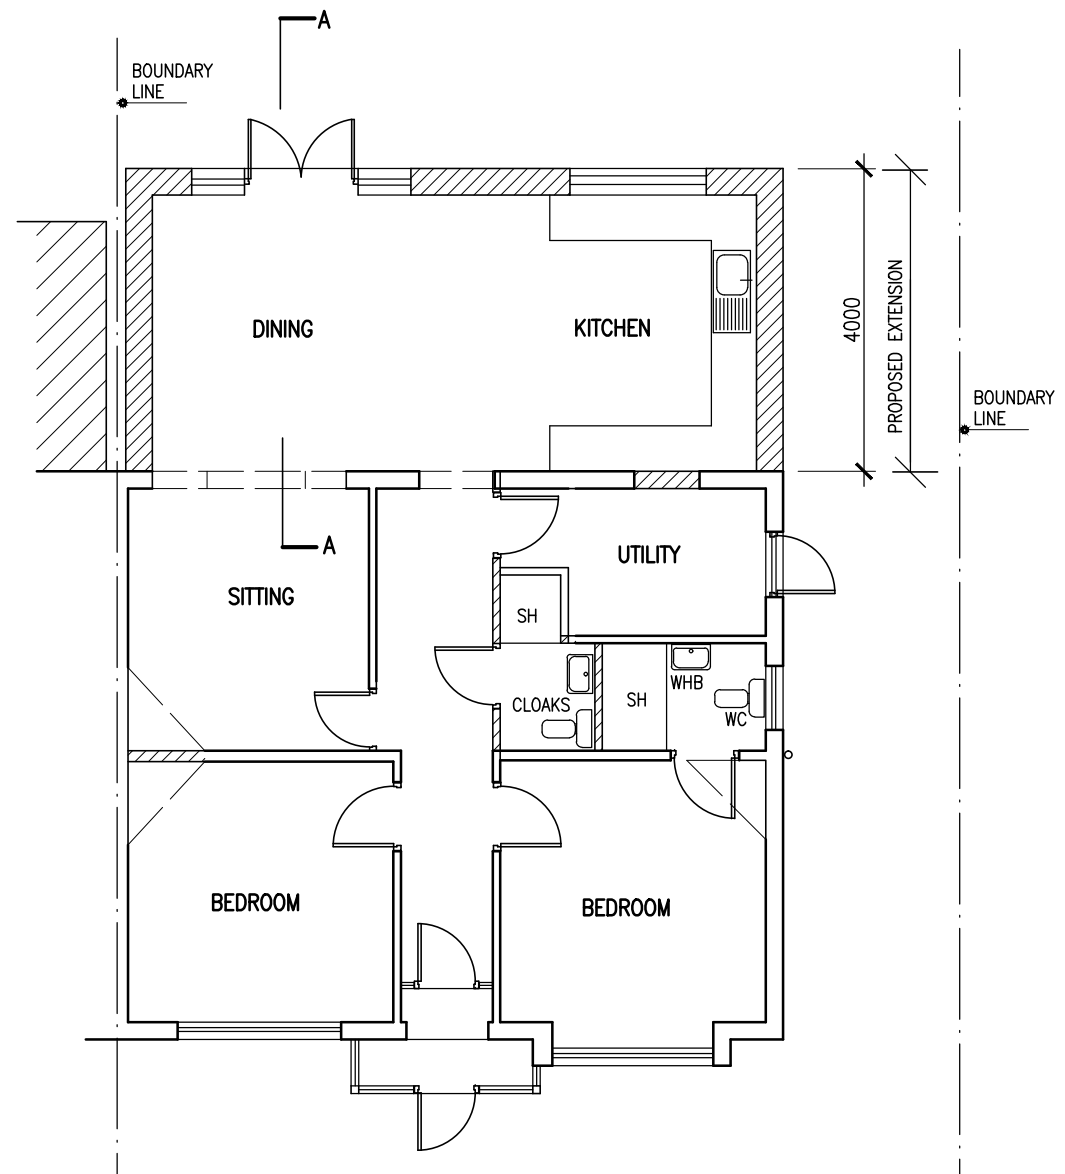 A
BOUNDARY
LINE
DINING
KITCHEN
4000
PROPOSED EXTENSION
BOUNDARY
LINE
A
UTILITY
SITTING
SH
WHB
SH
CLOAKS
WC
BEDROOM
BEDROOM